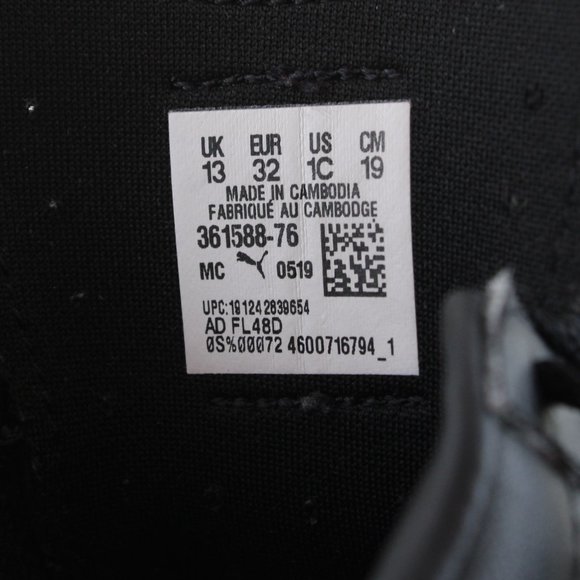 UK EUR US CM
13 32 1C 19
MADE IN CAMBODIA
FABRIQUÉ AU CAMBODGE
361588-76
MC 0519
UPC:191242839654
AD FL48D
0S%00072 4600716794_1